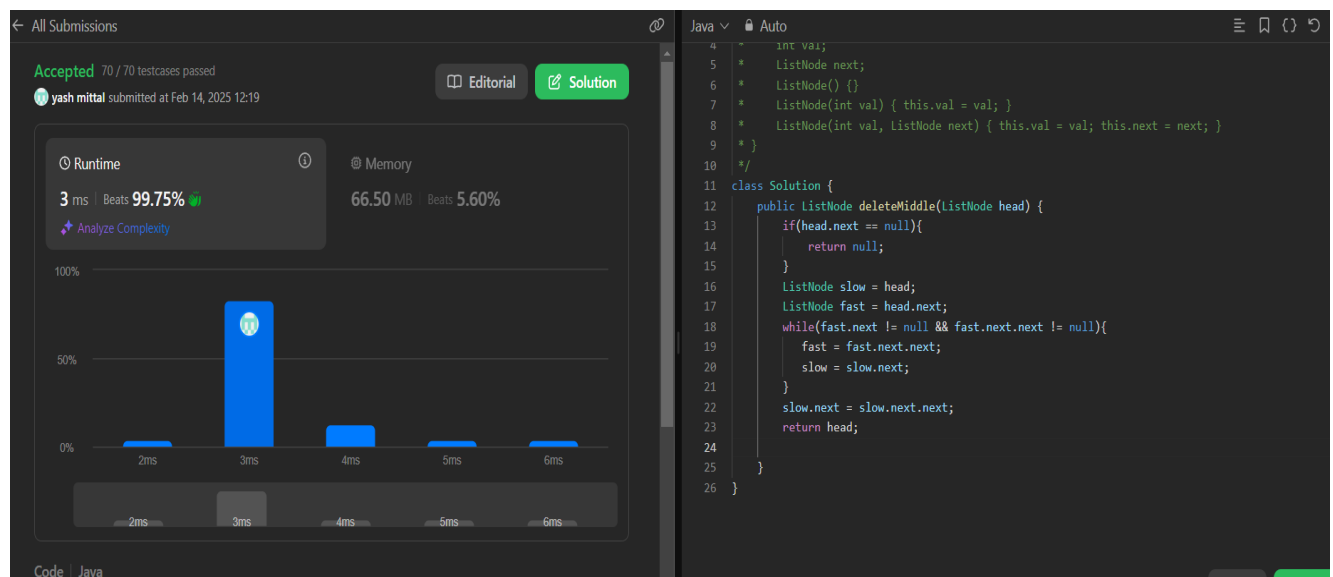 ← All Submissions
Accepted 70 / 70 testcases passed
yash mittal submitted at Feb 14, 2025 12:19
Editorial
Solution
Runtime
3 ms | Beats 99.75%
Analyze Complexity
Memory
66.50 MB | Beats 5.60%
100%
50%
0%
2ms 3ms 4ms 5ms 6ms
2ms 3ms 4ms 5ms 6ms
Code | Java
Java Auto
4 * int val;
5 * ListNode next;
6 * ListNode() {}
7 * ListNode(int val) { this.val = val; }
8 * ListNode(int val, ListNode next) { this.val = val; this.next = next; }
9 * }
10 */
11 class Solution {
12 public ListNode deleteMiddle(ListNode head) {
13 if(head.next == null){
14 return null;
15 }
16 ListNode slow = head;
17 ListNode fast = head.next;
18 while(fast.next != null && fast.next.next != null){
19 fast = fast.next.next;
20 slow = slow.next;
21 }
22 slow.next = slow.next.next;
23 return head;
24
25 }
26 }